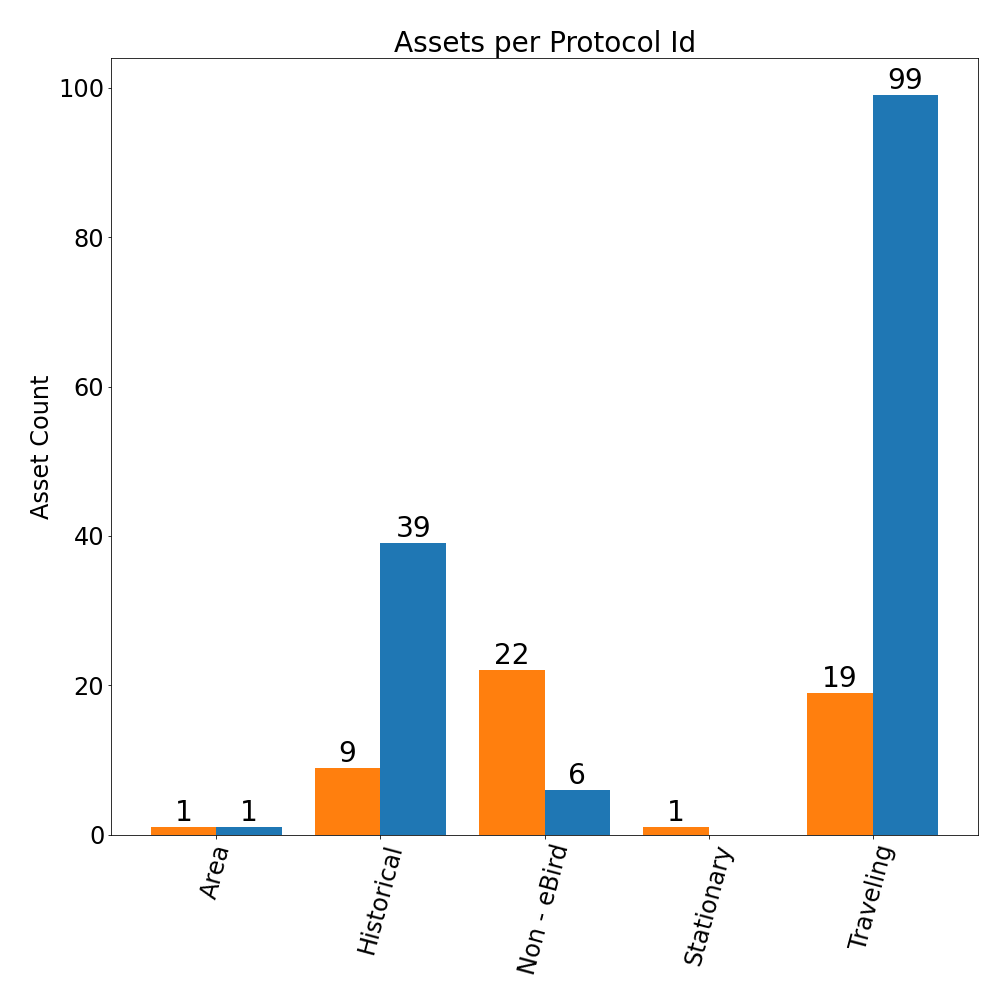 Assets per Protocol Id
Asset Count
100
80
60
40
20
0
1
1
9
39
22
6
1
19
99
Area
Historical
Non - eBird
Stationary
Traveling